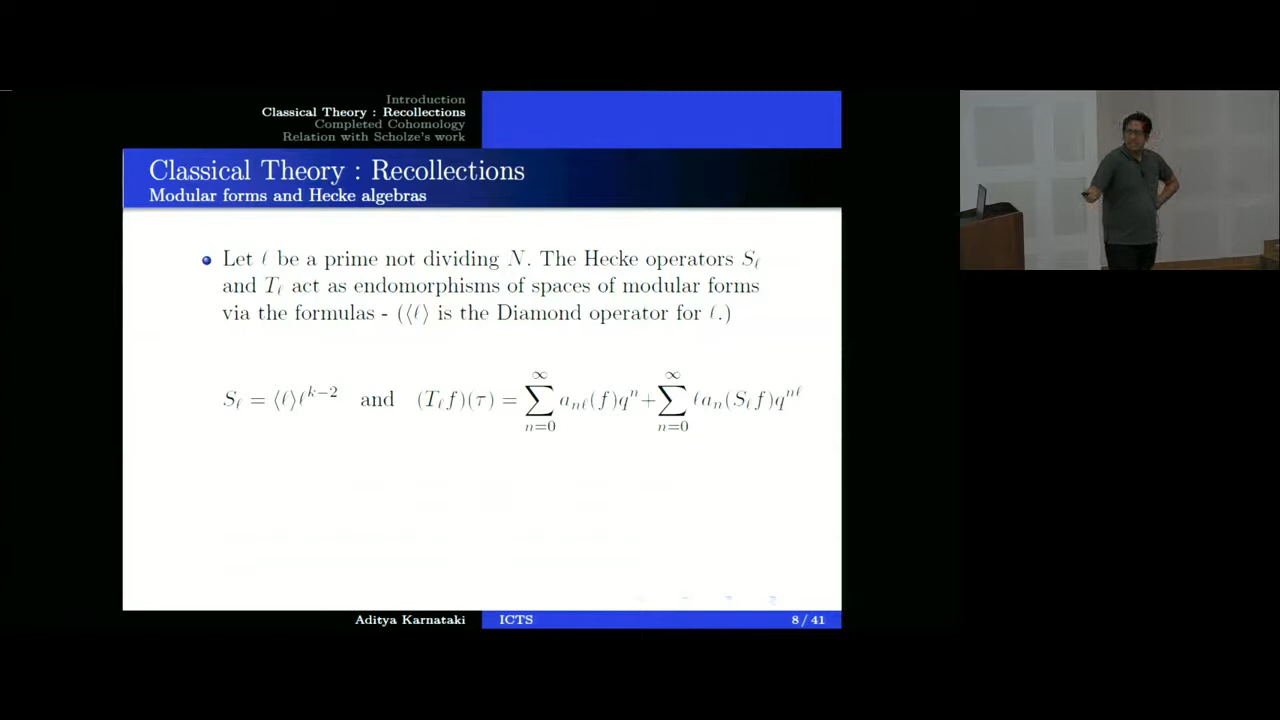 Introduction
Classical Theory : Recollections
Completed Cohomology
Relation with Scholze's work
Classical Theory : Recollections
Modular forms and Hecke algebras
Let ℓ be a prime not dividing N. The Hecke operators S_ℓ
and T_ℓ act as endomorphisms of spaces of modular forms
via the formulas - (⟨ℓ⟩ is the Diamond operator for ℓ.)
S_ℓ = ⟨ℓ⟩ℓ^{k−2} and (T_ℓ f)(τ) = ∑_{n=0}^{∞} a_{nℓ}(f)q^n + ∑_{n=0}^{∞} ℓa_n(S_ℓ f)q^{nℓ}
Aditya Karnataki ICTS 8 / 41